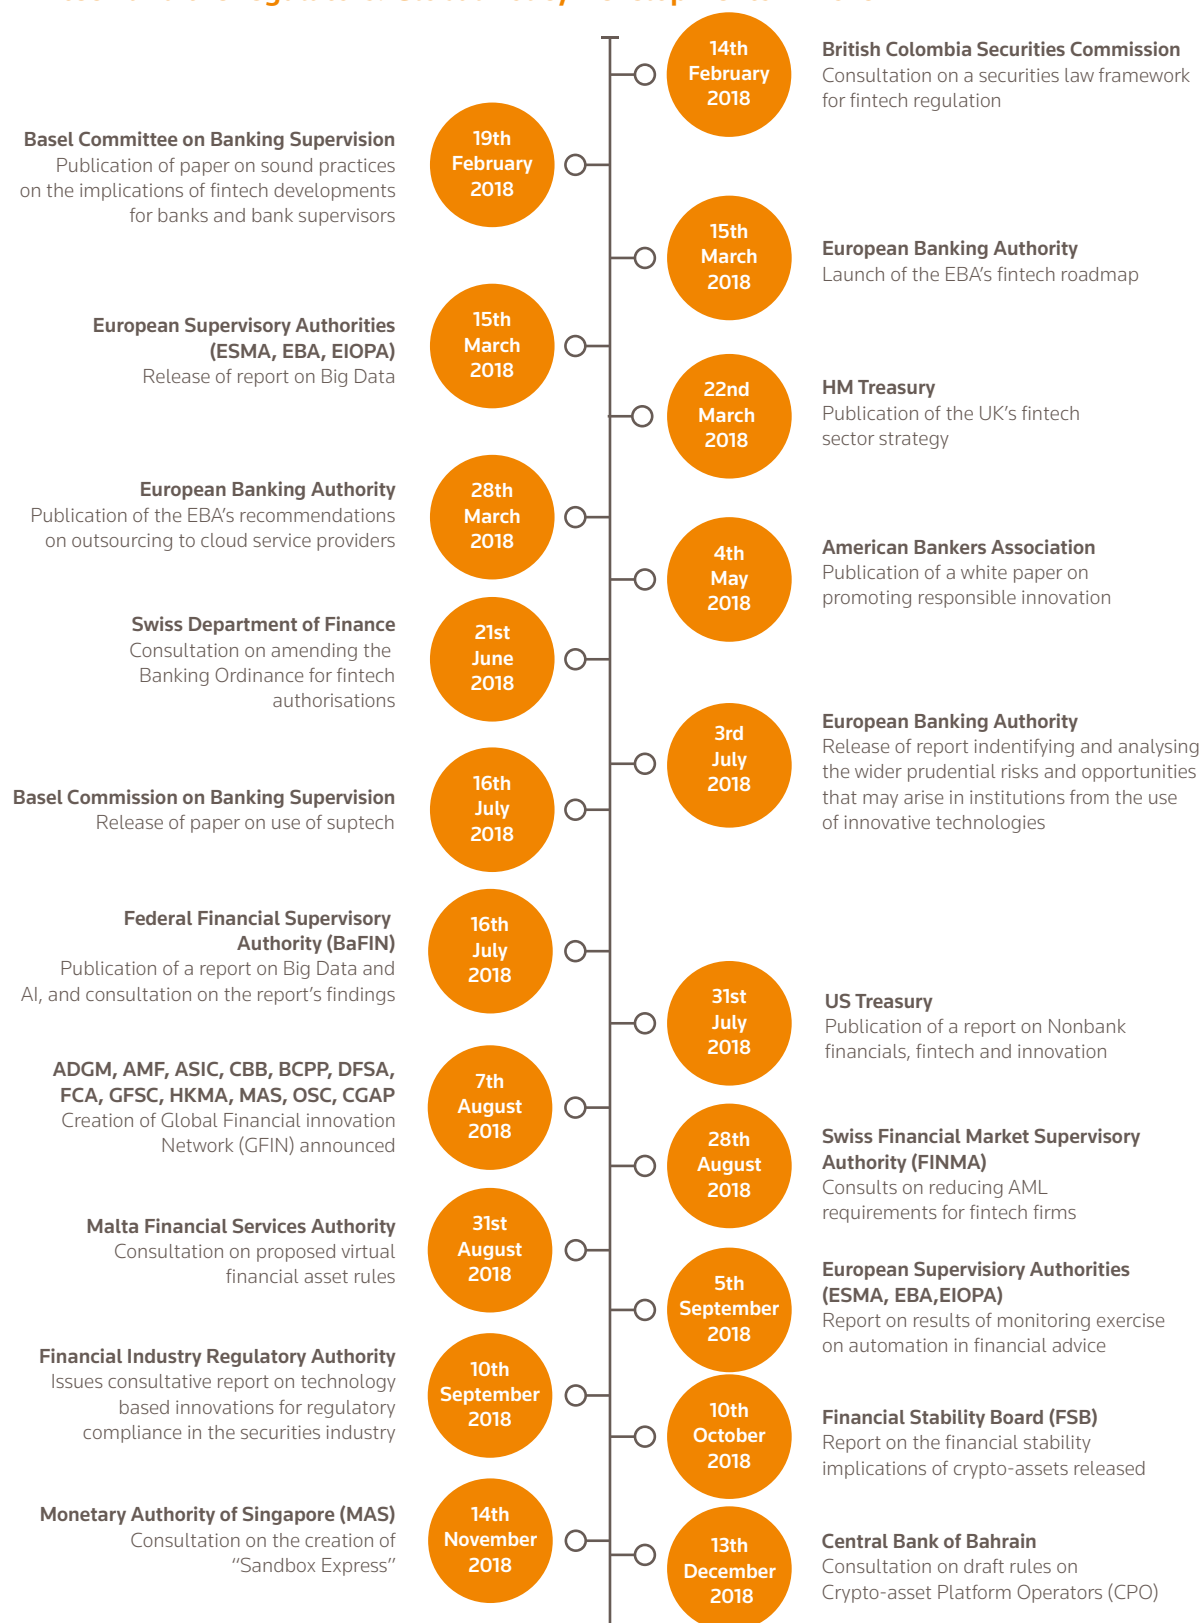 14th
February
2018
British Colombia Securities Commission
Consultation on a securities law framework
for fintech regulation
Basel Committee on Banking Supervision
Publication of paper on sound practices
on the implications of fintech developments
for banks and bank supervisors
19th
February
2018
15th
March
2018
European Banking Authority
Launch of the EBA's fintech roadmap
European Supervisory Authorities
(ESMA, EBA, EIOPA)
Release of report on Big Data
15th
March
2018
22nd
March
2018
HM Treasury
Publication of the UK's fintech
sector strategy
European Banking Authority
Publication of the EBA's recommendations
on outsourcing to cloud service providers
28th
March
2018
4th
May
2018
American Bankers Association
Publication of a white paper on
promoting responsible innovation
Swiss Department of Finance
Consultation on amending the
Banking Ordinance for fintech
authorisations
21st
June
2018
3rd
July
2018
European Banking Authority
Release of report indentifying and analysing
the wider prudential risks and opportunities
that may arise in institutions from the use
of innovative technologies
Basel Commission on Banking Supervision
Release of paper on use of suptech
16th
July
2018
Federal Financial Supervisory
Authority (BaFIN)
Publication of a report on Big Data and
AI, and consultation on the report's findings
16th
July
2018
31st
July
2018
US Treasury
Publication of a report on Nonbank
financials, fintech and innovation
ADGM, AMF, ASIC, CBB, BCPP, DFSA,
FCA, GFSC, HKMA, MAS, OSC, CGAP
Creation of Global Financial innovation
Network (GFIN) announced
7th
August
2018
28th
August
2018
Swiss Financial Market Supervisory
Authority (FINMA)
Consults on reducing AML
requirements for fintech firms
Malta Financial Services Authority
Consultation on proposed virtual
financial asset rules
31st
August
2018
5th
September
2018
European Supervisiory Authorities
(ESMA, EBA,EIOPA)
Report on results of monitoring exercise
on automation in financial advice
Financial Industry Regulatory Authority
Issues consultative report on technology
based innovations for regulatory
compliance in the securities industry
10th
September
2018
10th
October
2018
Financial Stability Board (FSB)
Report on the financial stability
implications of crypto-assets released
Monetary Authority of Singapore (MAS)
Consultation on the creation of
"Sandbox Express"
14th
November
2018
13th
December
2018
Central Bank of Bahrain
Consultation on draft rules on
Crypto-asset Platform Operators (CPO)